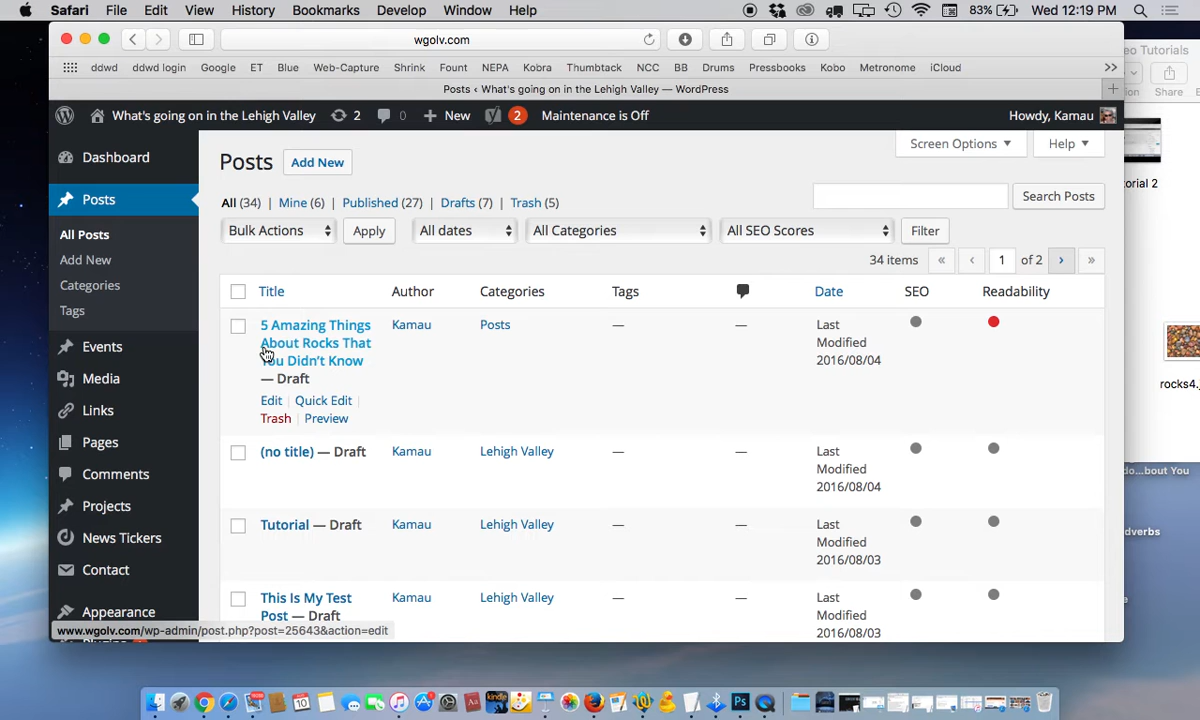 Safari File Edit View History Bookmarks Develop Window Help 83% Wed 12:19 PM
wgolv.com
ddwd ddwd login Google ET Blue Web-Capture Shrink Fount NEPA Kobra Thumbtack NCC BB Drums Pressbooks Kobo Metronome iCloud >>
Posts ‹ What's going on in the Lehigh Valley — WordPress
What's going on in the Lehigh Valley 2 0 + New 2 Maintenance is Off Howdy, Kamau
Dashboard
Posts
All Posts
Add New
Categories
Tags
Events
Media
Links
Pages
Comments
Projects
News Tickers
Contact
Appearance
Screen Options Help
Posts Add New
All (34) | Mine (6) | Published (27) | Drafts (7) | Trash (5)
Search Posts
Bulk Actions Apply All dates All Categories All SEO Scores Filter
34 items « ‹ 1 of 2 › »
Title Author Categories Tags Date SEO Readability
5 Amazing Things
About Rocks That
You Didn't Know
— Draft
Edit | Quick Edit |
Trash | Preview
Kamau Posts — —
Last
Modified
2016/08/04
(no title) — Draft Kamau Lehigh Valley — —
Last
Modified
2016/08/04
Tutorial — Draft Kamau Lehigh Valley — —
Last
Modified
2016/08/03
This Is My Test
Post — Draft
Kamau Lehigh Valley — —
Last
Modified
2016/08/03
www.wgolv.com/wp-admin/post.php?post=25643&action=edit
eo Tutorials
Share
orial 2
rocks4.
do...bout You
dverbs